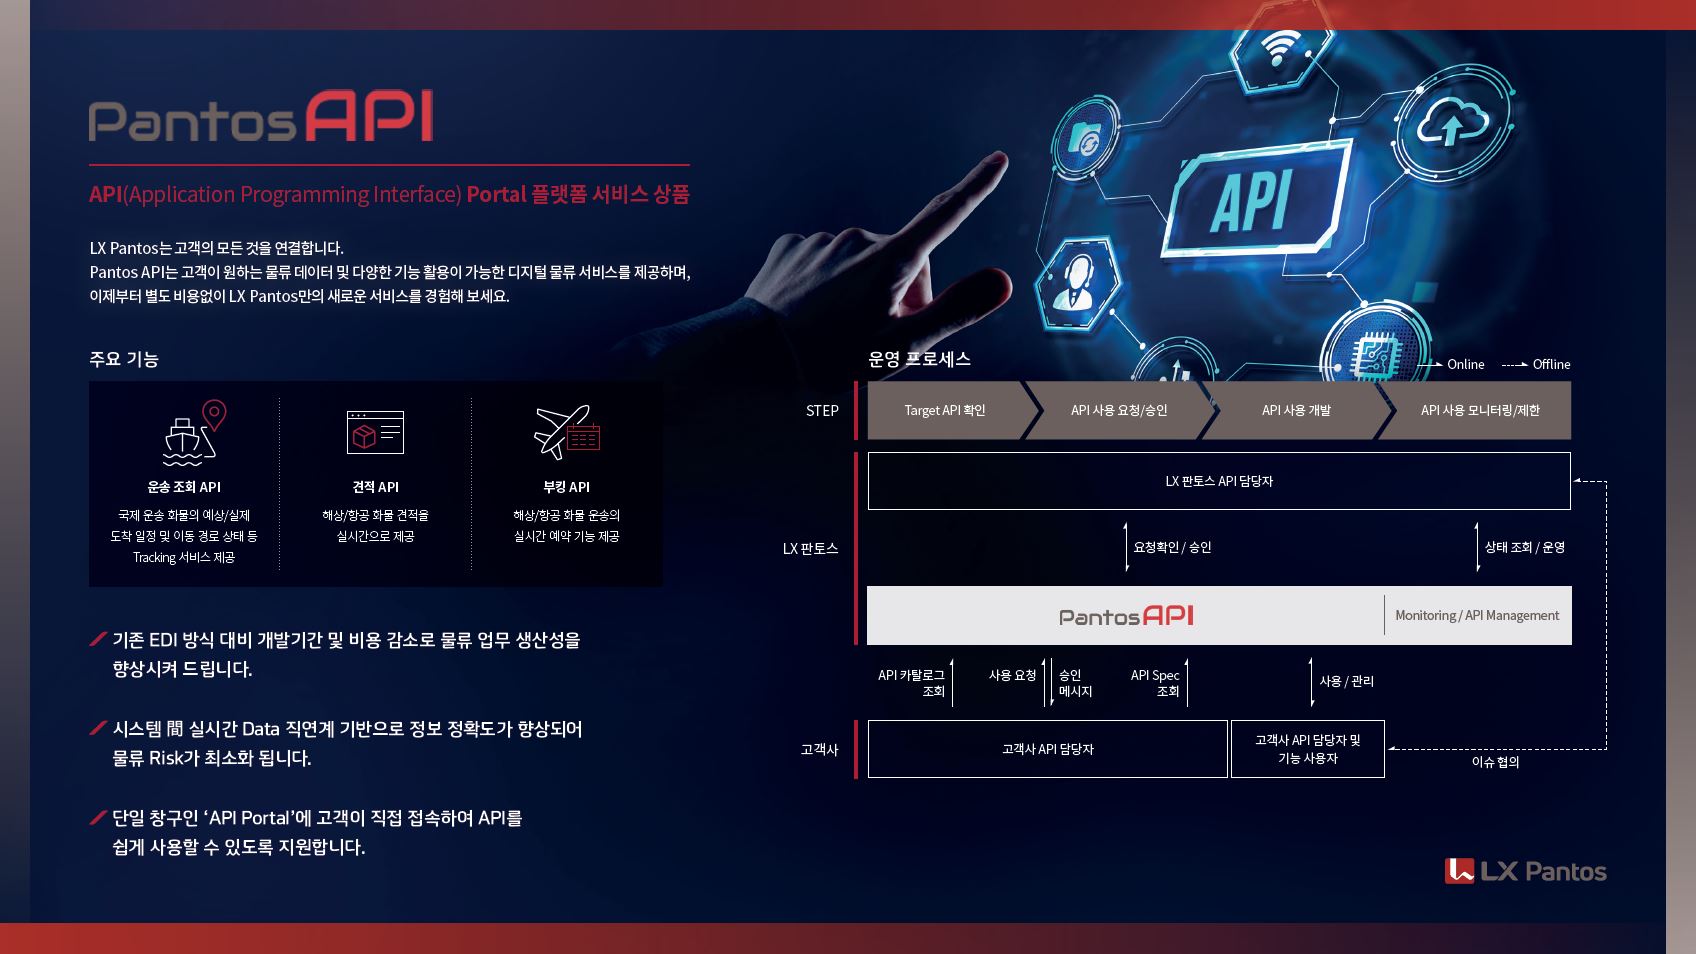 Pantos API
API(Application Programming Interface) Portal 플랫폼 서비스 상품
LX Pantos는 고객의 모든 것을 연결합니다.
Pantos API는 고객이 원하는 물류 데이터 및 다양한 기능 활용이 가능한 디지털 물류 서비스를 제공하며,
이제부터 별도 비용없이 LX Pantos만의 새로운 서비스를 경험해 보세요.
주요 기능
운송 조회 API
국제 운송 화물의 예상/실제
도착 일정 및 이동 경로 상태 등
Tracking 서비스 제공
견적 API
해상/항공 화물 견적을
실시간으로 제공
부킹 API
해상/항공 화물 운송의
실시간 예약 기능 제공
기존 EDI 방식 대비 개발기간 및 비용 감소로 물류 업무 생산성을
향상시켜 드립니다.
시스템 間 실시간 Data 직연계 기반으로 정보 정확도가 향상되어
물류 Risk가 최소화 됩니다.
단일 창구인 ‘API Portal’에 고객이 직접 접속하여 API를
쉽게 사용할 수 있도록 지원합니다.
API
운영 프로세스
Online
Offline
STEP
Target API 확인
API 사용 요청/승인
API 사용 개발
API 사용 모니터링/제한
LX 판토스
LX 판토스 API 담당자
요청확인 / 승인
상태 조회 / 운영
Pantos API
Monitoring / API Management
API 카탈로그
조회
사용 요청
승인
메시지
API Spec
조회
사용 / 관리
고객사
고객사 API 담당자
고객사 API 담당자 및
기능 사용자
이슈 협의
LX Pantos